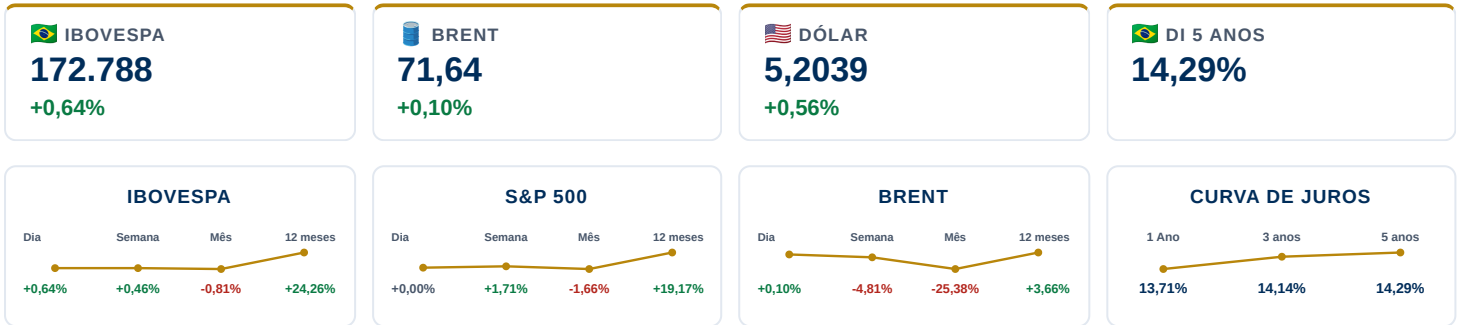 IBOVESPA
172.788
+0,64%
BRENT
71,64
+0,10%
DÓLAR
5,2039
+0,56%
DI 5 ANOS
14,29%
IBOVESPA
Dia Semana Mês 12 meses
+0,64% +0,46% -0,81% +24,26%
S&P 500
Dia Semana Mês 12 meses
+0,00% +1,71% -1,66% +19,17%
BRENT
Dia Semana Mês 12 meses
+0,10% -4,81% -25,38% +3,66%
CURVA DE JUROS
1 Ano 3 anos 5 anos
13,71% 14,14% 14,29%